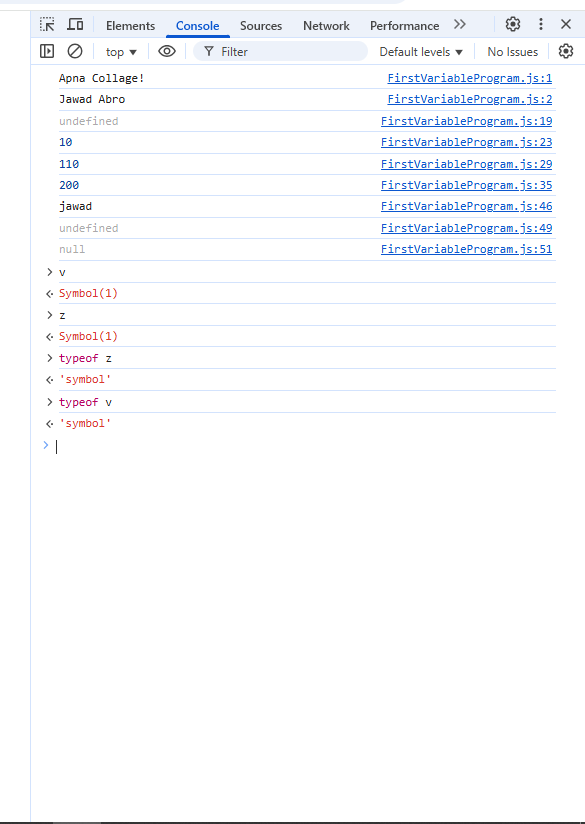 Elements Console Sources Network Performance
top Filter Default levels No Issues
Apna Collage! FirstVariableProgram.js:1
Jawad Abro FirstVariableProgram.js:2
undefined FirstVariableProgram.js:19
10 FirstVariableProgram.js:23
110 FirstVariableProgram.js:29
200 FirstVariableProgram.js:35
jawad FirstVariableProgram.js:46
undefined FirstVariableProgram.js:49
null FirstVariableProgram.js:51
v
Symbol(1)
z
Symbol(1)
typeof z
'symbol'
typeof v
'symbol'